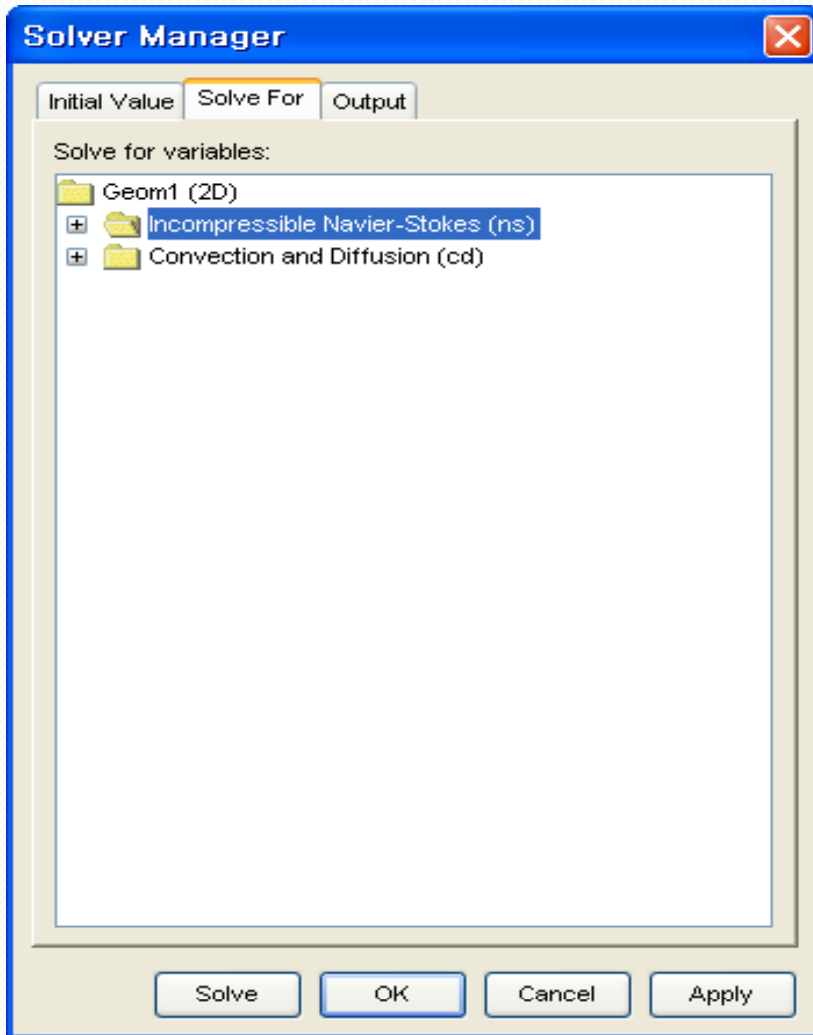 Solver Manager
Initial Value
Solve For
Output
Solve for variables:
Geom1 (2D)
Incompressible Navier-Stokes (ns)
Convection and Diffusion (cd)
Solve
OK
Cancel
Apply